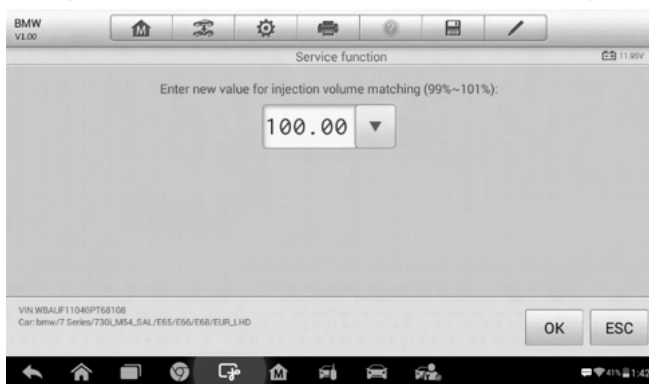 BMW
V1.00
Service function
11.95V
Enter new value for injection volume matching (99%~101%):
100.00
VIN:WBAUF11040PT68108
Car: bmw/7 Series/730i_M54_SAL/E65/E66/E68/EUR_LHD
OK
ESC
41% 1:42